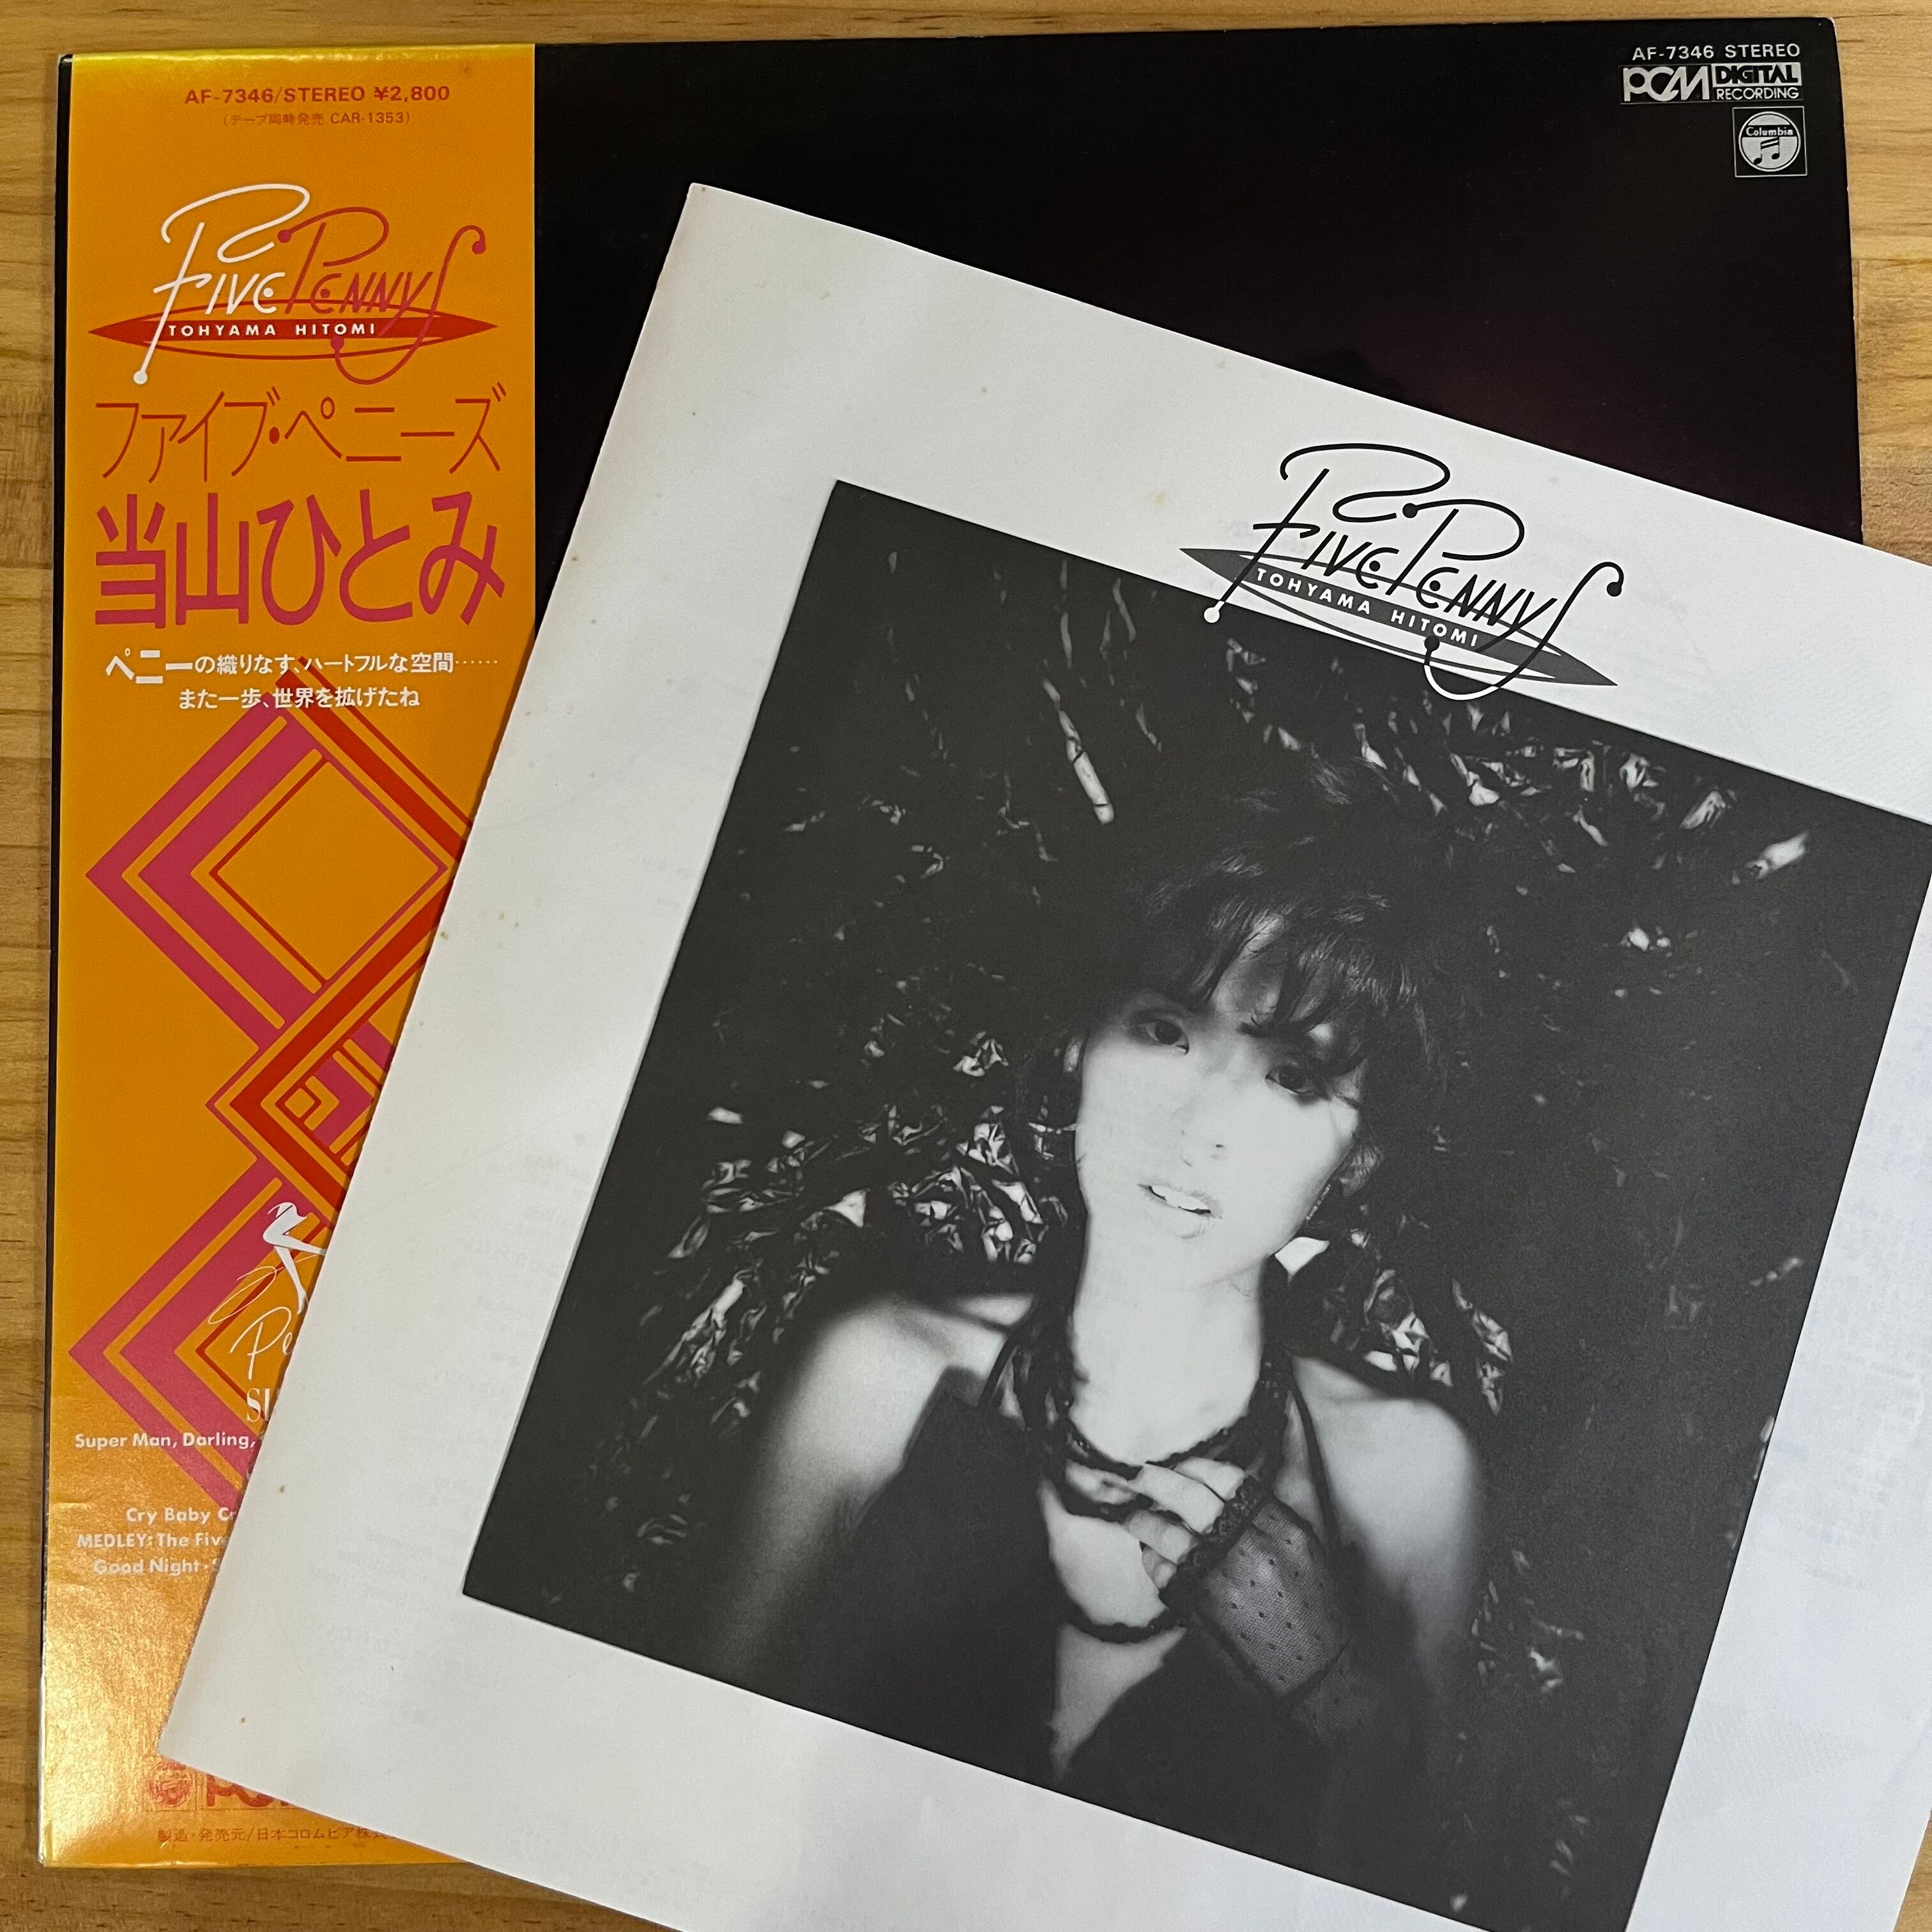 AF-7346/STEREO ¥2,800
(テープ同時発売 CAR-1353)
FIVE PENNYS
TOHYAMA HITOMI
ファイブ・ペニーズ
当山ひとみ
ペニーの織りなす、ハートフルな空間……
また一歩、世界を拡げたね
Super Man, Darling,
Cry Baby
MEDLEY: The Five
Good Night
製造・発売元/日本コロムビア株式
AF-7346 STEREO
PCM DIGITAL
RECORDING
Columbia
FIVE PENNYS
TOHYAMA HITOMI